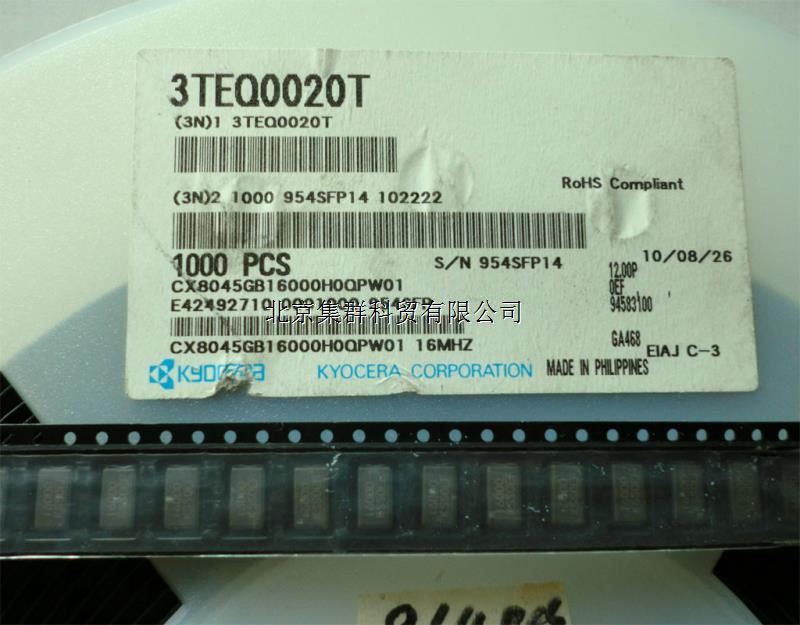 3TEQ0020T
(3N)1 3TEQ0020T
RoHS Compliant
(3N)2 1000 954SFP14 102222
1000 PCS
S/N 954SFP14
10/08/26
12.00P
CX8045GB16000H0QPW01
0EF
94583100
北京集群科贸有限公司
CX8045GB16000H0QPW01 16MHZ
GA468
EIAJ C-3
KYOCERA
KYOCERA CORPORATION
MADE IN PHILIPPINES